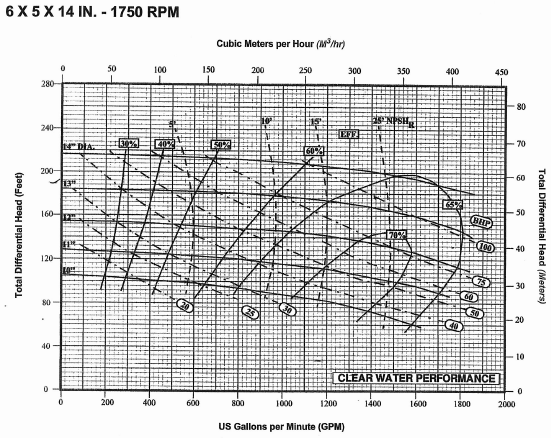 6 X 5 X 14 IN. - 1750 RPM
Cubic Meters per Hour (M³/hr)
0 50 100 130 160 200 250 300 350 400 450
280
240
200
160
120
80
40
0
Total Differential Head (Feet)
80
70
60
50
40
30
20
10
0
Total Differential Head (Meters)
5' 10' 15' 25' NPSHR
EFF.
14" DIA. 30% 40% 50% 60%
13"
12"
11"
10"
65%
70%
BHP
100
75
60
50
40
30
25
20
CLEAR WATER PERFORMANCE
0 200 400 600 800 1000 1200 1400 1600 1800 2000
US Gallons per Minute (GPM)